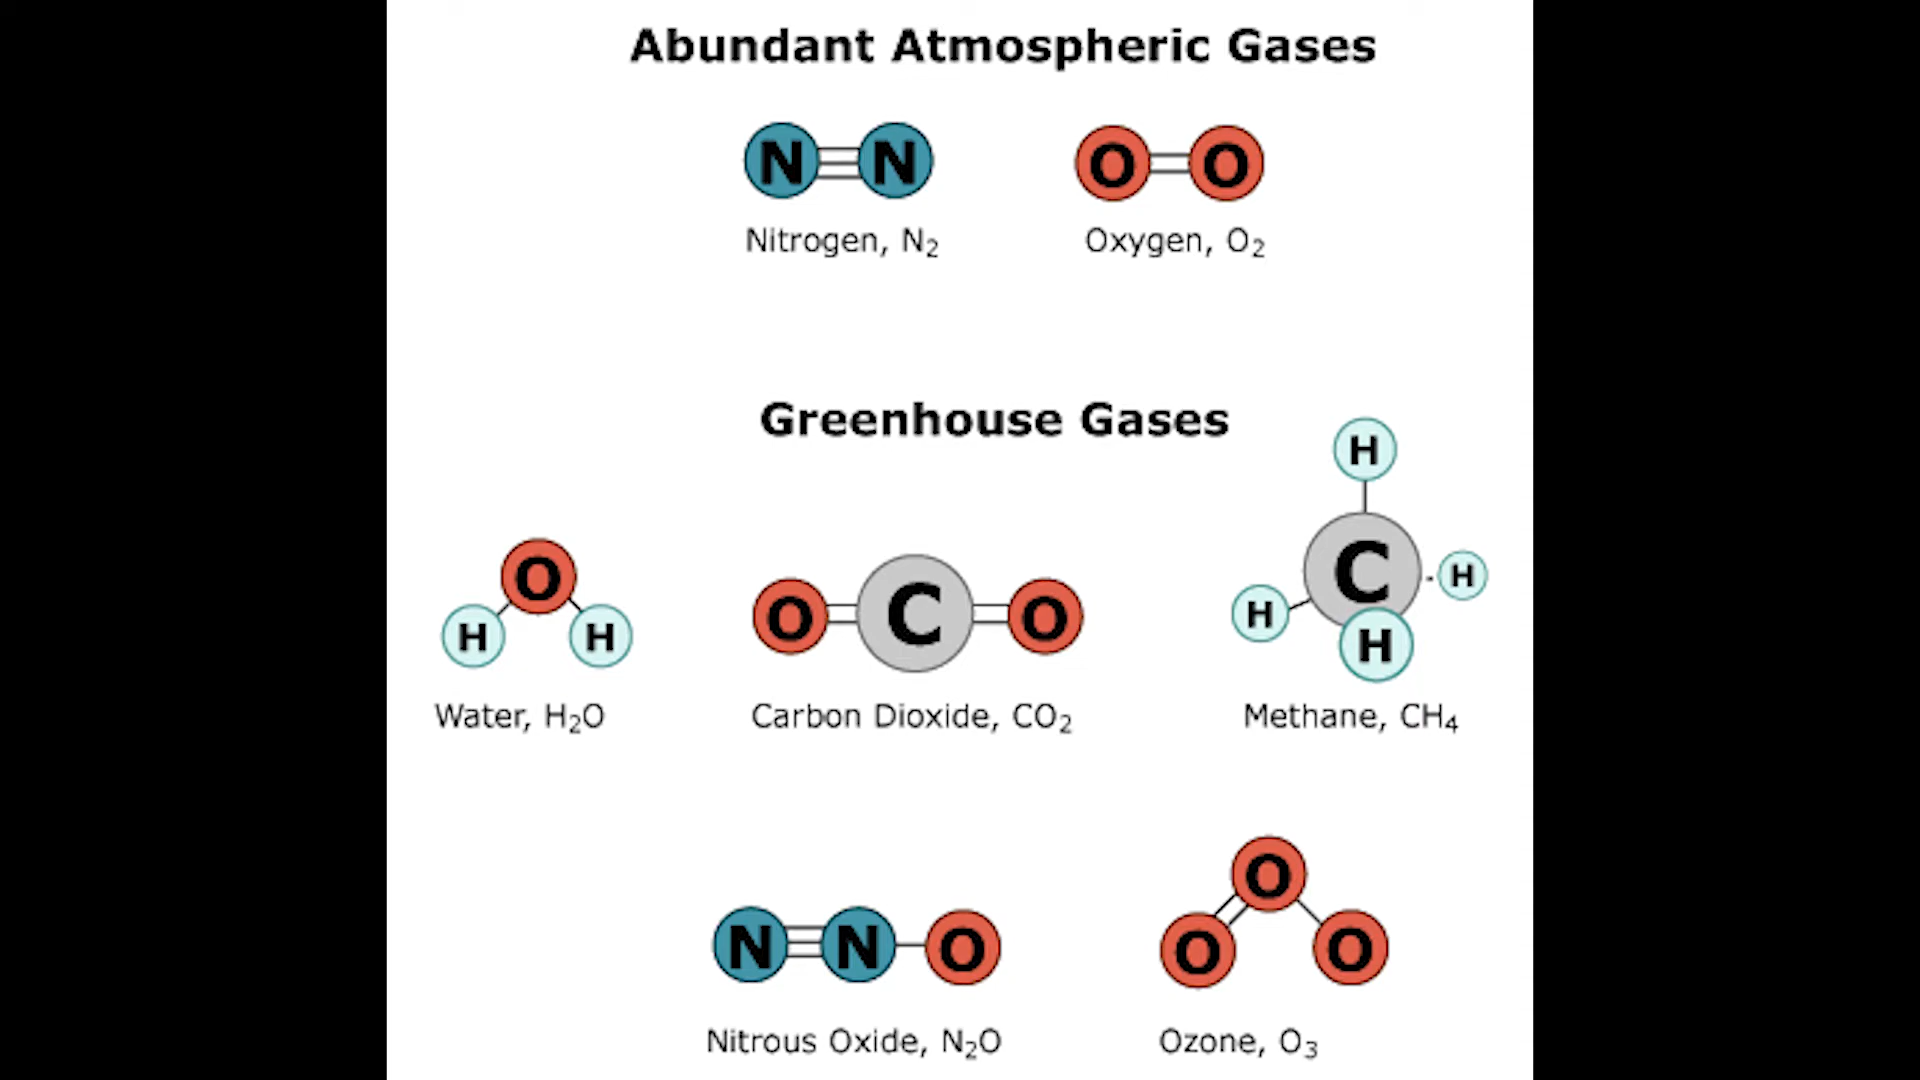 Abundant Atmospheric Gases
N N O O
Nitrogen, N₂ Oxygen, O₂
Greenhouse Gases
H
O H H
O C O
C H H H
Water, H₂O Carbon Dioxide, CO₂ Methane, CH₄
N N O
O O O
Nitrous Oxide, N₂O Ozone, O₃